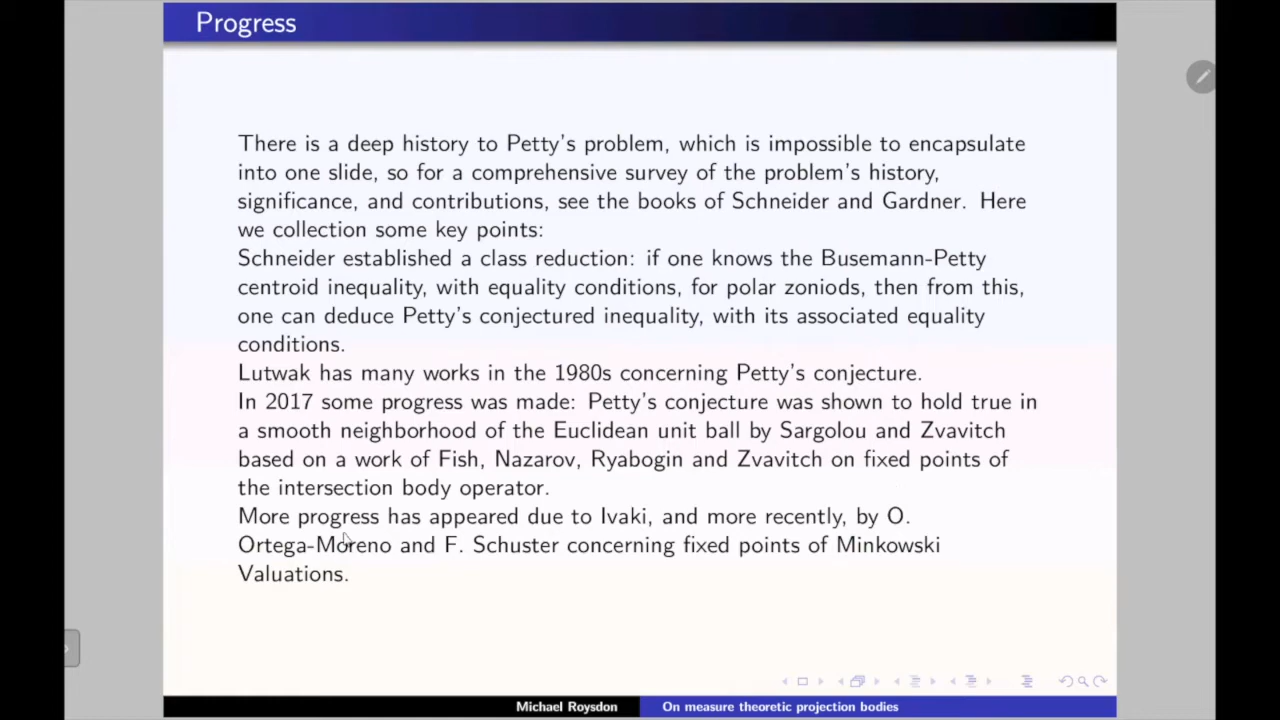 Progress
There is a deep history to Petty's problem, which is impossible to encapsulate
into one slide, so for a comprehensive survey of the problem's history,
significance, and contributions, see the books of Schneider and Gardner. Here
we collection some key points:
Schneider established a class reduction: if one knows the Busemann-Petty
centroid inequality, with equality conditions, for polar zoniods, then from this,
one can deduce Petty's conjectured inequality, with its associated equality
conditions.
Lutwak has many works in the 1980s concerning Petty's conjecture.
In 2017 some progress was made: Petty's conjecture was shown to hold true in
a smooth neighborhood of the Euclidean unit ball by Sargolou and Zvavitch
based on a work of Fish, Nazarov, Ryabogin and Zvavitch on fixed points of
the intersection body operator.
More progress has appeared due to Ivaki, and more recently, by O.
Ortega-Moreno and F. Schuster concerning fixed points of Minkowski
Valuations.
Michael Roysdon
On measure theoretic projection bodies